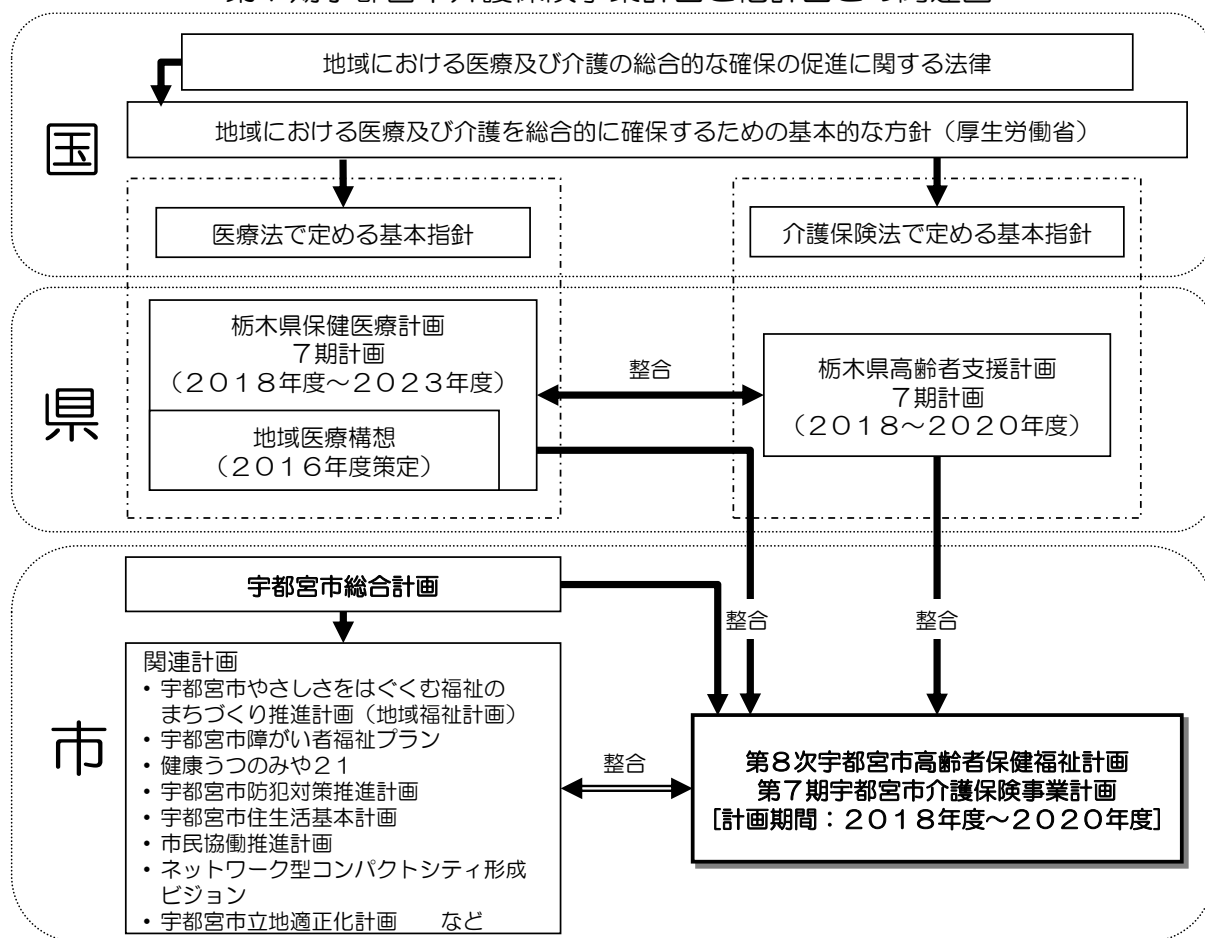 国
地域における医療及び介護の総合的な確保の促進に関する法律
地域における医療及び介護を総合的に確保するための基本的な方針（厚生労働省）
医療法で定める基本指針
介護保険法で定める基本指針
県
栃木県保健医療計画
７期計画
（２０１８年度～２０２３年度）
地域医療構想
（２０１６年度策定）
整合
栃木県高齢者支援計画
７期計画
（２０１８～２０２０年度）
市
宇都宮市総合計画
整合
整合
関連計画
・宇都宮市やさしさをはぐくむ福祉の
まちづくり推進計画（地域福祉計画）
・宇都宮市障がい者福祉プラン
・健康うつのみや２１
・宇都宮市防犯対策推進計画
・宇都宮市住生活基本計画
・市民協働推進計画
・ネットワーク型コンパクトシティ形成
ビジョン
・宇都宮市立地適正化計画　　など
整合
第８次宇都宮市高齢者保健福祉計画
第７期宇都宮市介護保険事業計画
[計画期間：２０１８年度～２０２０年度]